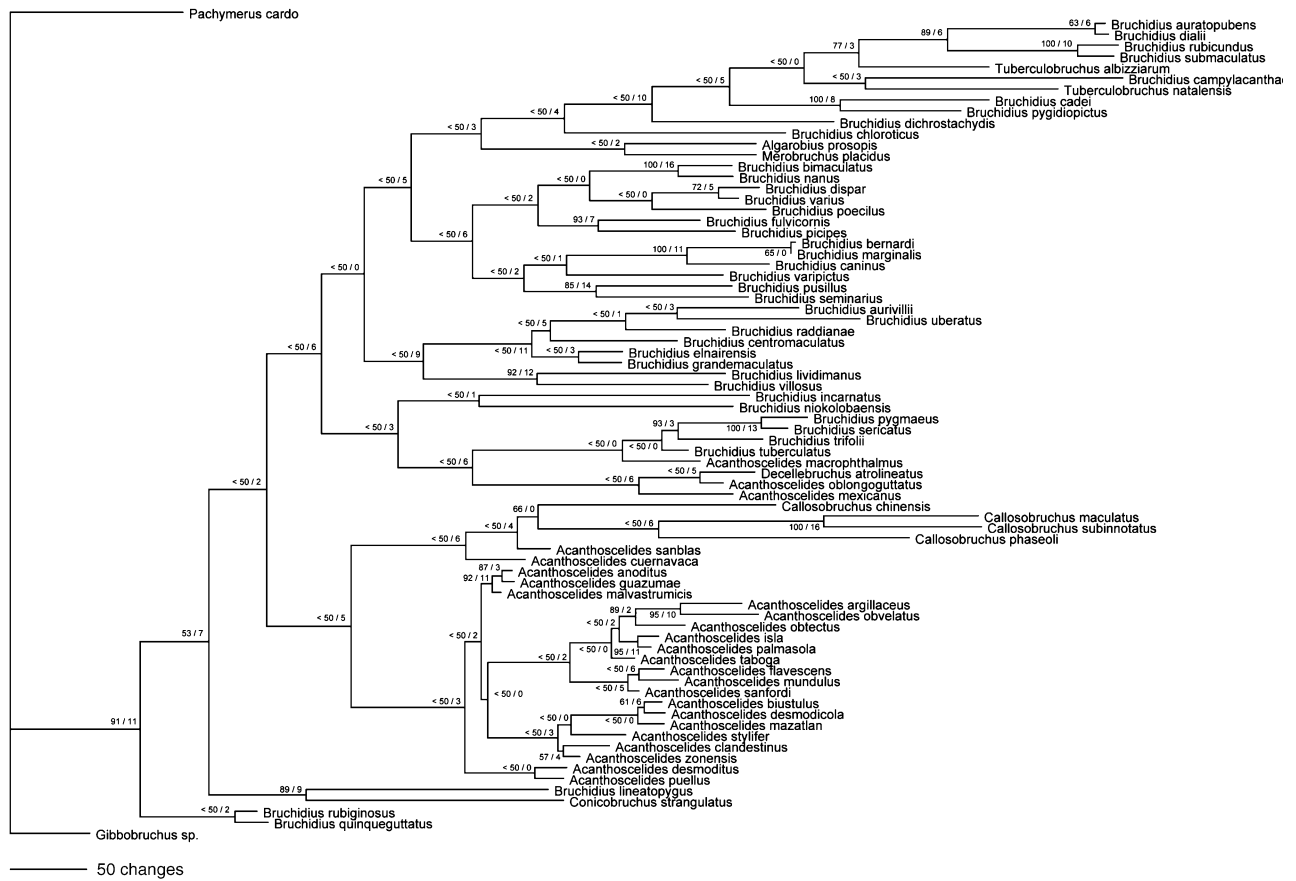 Pachymerus cardo
63 / 6
Bruchidius auratopubens
89 / 6
Bruchidius dialii
100 / 10
Bruchidius rubicundus
77 / 3
Bruchidius submaculatus
< 50 / 0
Tuberculobruchus albizziarum
< 50 / 3
Bruchidius campylacantha
< 50 / 5
Tuberculobruchus natalensis
< 50 / 10
100 / 8
Bruchidius cadei
Bruchidius pygidiopictus
< 50 / 4
Bruchidius dichrostachydis
< 50 / 3
Bruchidius chloroticus
< 50 / 2
Algarobius prosopis
Merobruchus placidus
100 / 16
Bruchidius bimaculatus
< 50 / 5
< 50 / 0
Bruchidius nanus
72 / 5
Bruchidius dispar
< 50 / 2
< 50 / 0
Bruchidius varius
Bruchidius poecilus
93 / 7
Bruchidius fulvicornis
< 50 / 6
Bruchidius picipes
100 / 11
Bruchidius bernardi
65 / 0
Bruchidius marginalis
< 50 / 1
Bruchidius caninus
< 50 / 0
< 50 / 2
Bruchidius varipictus
85 / 14
Bruchidius pusillus
Bruchidius seminarius
< 50 / 3
Bruchidius aurivillii
< 50 / 1
Bruchidius uberatus
< 50 / 5
Bruchidius raddianae
Bruchidius centromaculatus
< 50 / 6
< 50 / 9
< 50 / 11
< 50 / 3
Bruchidius elnairensis
Bruchidius grandemaculatus
92 / 12
Bruchidius lividimanus
Bruchidius villosus
< 50 / 1
Bruchidius incarnatus
Bruchidius niokolobaensis
< 50 / 3
93 / 3
Bruchidius pygmaeus
100 / 13
Bruchidius sericatus
< 50 / 0
< 50 / 0
Bruchidius trifolii
Bruchidius tuberculatus
< 50 / 6
Acanthoscelides macrophthalmus
< 50 / 5
Decellebruchus atrolineatus
< 50 / 2
< 50 / 6
Acanthoscelides oblongoguttatus
Acanthoscelides mexicanus
66 / 0
Callosobruchus chinensis
< 50 / 4
< 50 / 6
Callosobruchus maculatus
100 / 16
Callosobruchus subinnotatus
< 50 / 6
Callosobruchus phaseoli
Acanthoscelides sanblas
Acanthoscelides cuernavaca
87 / 3
Acanthoscelides anoditus
92 / 11
Acanthoscelides guazumae
Acanthoscelides malvastrumicis
89 / 2
Acanthoscelides argillaceus
95 / 10
Acanthoscelides obvelatus
< 50 / 5
< 50 / 2
Acanthoscelides obtectus
53 / 7
< 50 / 2
Acanthoscelides isla
< 50 / 0
95 / 11
Acanthoscelides palmasola
< 50 / 2
Acanthoscelides taboga
< 50 / 6
Acanthoscelides flavescens
Acanthoscelides mundulus
< 50 / 0
< 50 / 5
Acanthoscelides sanfordi
< 50 / 3
61 / 6
Acanthoscelides biustulus
< 50 / 0
< 50 / 0
Acanthoscelides desmodicola
91 / 11
Acanthoscelides mazatlan
< 50 / 3
Acanthoscelides stylifer
Acanthoscelides clandestinus
57 / 4
Acanthoscelides zonensis
< 50 / 0
Acanthoscelides desmoditus
Acanthoscelides puellus
89 / 9
Bruchidius lineatopygus
Conicobruchus strangulatus
< 50 / 2
Bruchidius rubiginosus
Bruchidius quinqueguttatus
Gibbobruchus sp.
50 changes